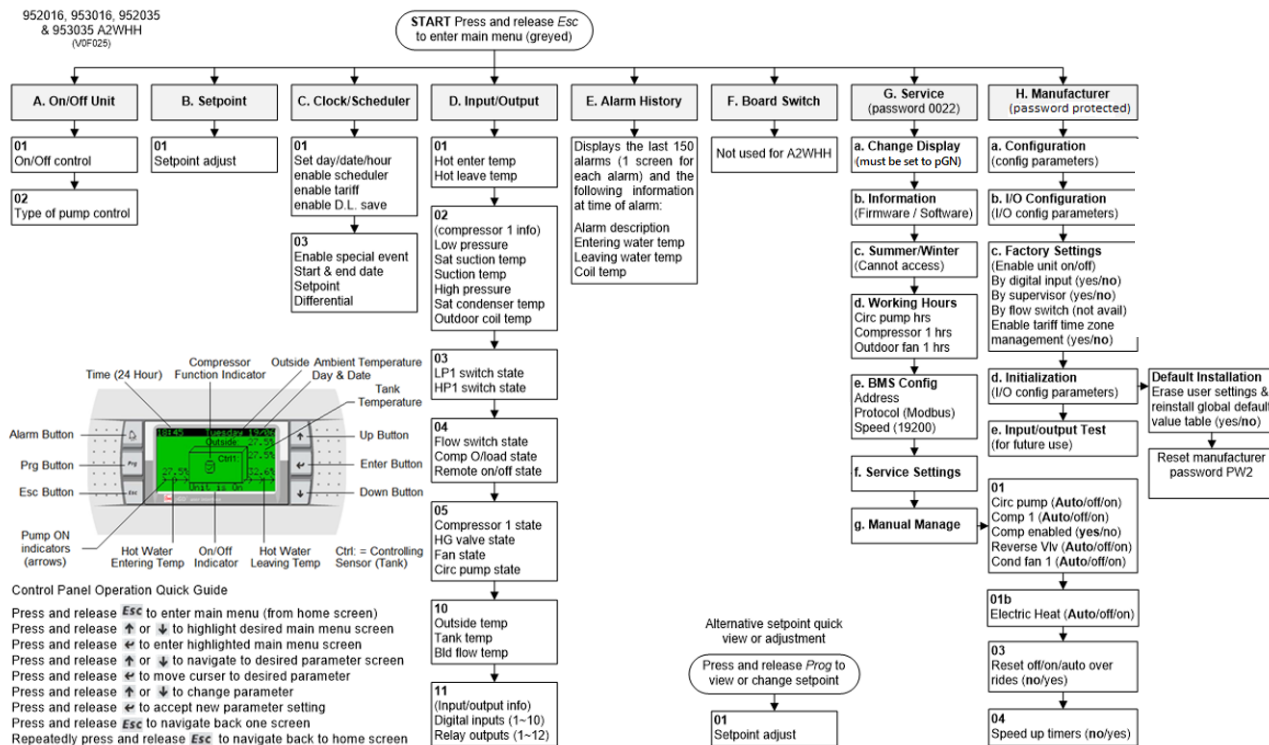 952016, 953016, 952035
& 953035 A2WHH
(V0F025)
START Press and release Esc
to enter main menu (greyed)
A. On/Off Unit
01
On/Off control
02
Type of pump control
B. Setpoint
01
Setpoint adjust
C. Clock/Scheduler
01
Set day/date/hour
enable scheduler
enable tariff
enable D.L. save
03
Enable special event
Start & end date
Setpoint
Differential
D. Input/Output
01
Hot enter temp
Hot leave temp
02
(compressor 1 info)
Low pressure
Sat suction temp
Suction temp
High pressure
Sat condenser temp
Outdoor coil temp
03
LP1 switch state
HP1 switch state
04
Flow switch state
Comp O/load state
Remote on/off state
05
Compressor 1 state
HG valve state
Fan state
Circ pump state
10
Outside temp
Tank temp
Bld flow temp
11
(Input/output info)
Digital inputs (1~10)
Relay outputs (1~12)
E. Alarm History
Displays the last 150
alarms (1 screen for
each alarm) and the
following information
at time of alarm:
Alarm description
Entering water temp
Leaving water temp
Coil temp
F. Board Switch
Not used for A2WHH
G. Service
(password 0022)
a. Change Display
(must be set to pGN)
b. Information
(Firmware / Software)
c. Summer/Winter
(Cannot access)
d. Working Hours
Circ pump hrs
Compressor 1 hrs
Outdoor fan 1 hrs
e. BMS Config
Address
Protocol (Modbus)
Speed (19200)
f. Service Settings
g. Manual Manage
H. Manufacturer
(password protected)
a. Configuration
(config parameters)
b. I/O Configuration
(I/O config parameters)
c. Factory Settings
(Enable unit on/off)
By digital input (yes/no)
By supervisor (yes/no)
By flow switch (not avail)
Enable tariff time zone
management (yes/no)
d. Initialization
(I/O config parameters)
e. Input/output Test
(for future use)
Default Installation
Erase user settings &
reinstall global default
value table (yes/no)
Reset manufacturer
password PW2
01
Circ pump (Auto/off/on)
Comp 1 (Auto/off/on)
Comp enabled (yes/no)
Reverse Vlv (Auto/off/on)
Cond fan 1 (Auto/off/on)
01b
Electric Heat (Auto/off/on)
03
Reset off/on/auto over
rides (no/yes)
04
Speed up timers (no/yes)
Alternative setpoint quick
view or adjustment
Press and release Prog to
view or change setpoint
01
Setpoint adjust
Time (24 Hour)
Compressor
Function Indicator
Outside Ambient Temperature
Day & Date
Tank
Temperature
Alarm Button
Prg Button
Esc Button
Up Button
Enter Button
Down Button
Prg
Esc
18:45 Tuesday 19/06
Outside: 27.5%
Ctrl1: 27.5%
27.5% 32.6%
Unit is On
Pump ON
indicators
(arrows)
Hot Water
Entering Temp
On/Off
Indicator
Hot Water
Leaving Temp
Ctrl: = Controlling
Sensor (Tank)
Control Panel Operation Quick Guide
Press and release Esc to enter main menu (from home screen)
Press and release ↑ or ↓ to highlight desired main menu screen
Press and release ↵ to enter highlighted main menu screen
Press and release ↑ or ↓ to navigate to desired parameter screen
Press and release ↵ to move curser to desired parameter
Press and release ↑ or ↓ to change parameter
Press and release ↵ to accept new parameter setting
Press and release Esc to navigate back one screen
Repeatedly press and release Esc to navigate back to home screen